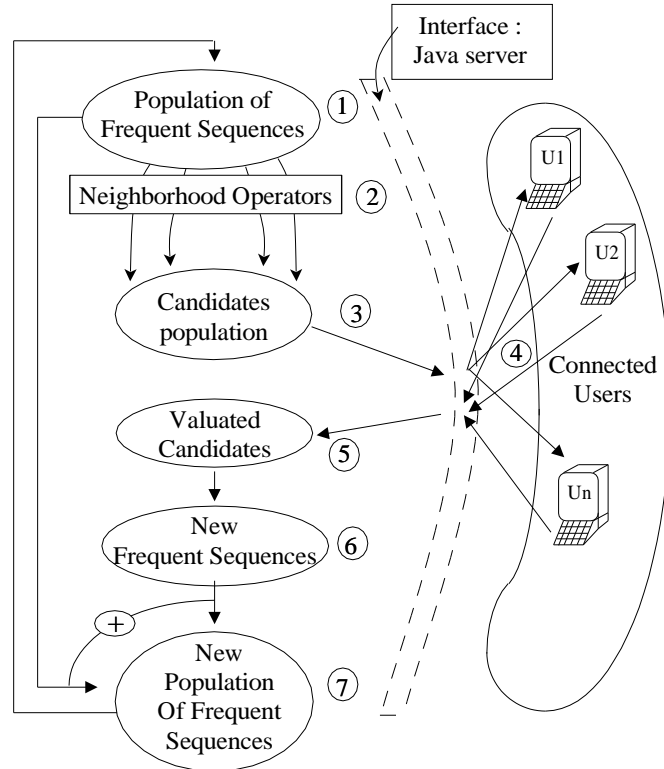 Interface :
Java server
Population of
Frequent Sequences
1
Neighborhood Operators
2
U1
U2
Candidates
population
3
4
Connected
Users
Valuated
Candidates
5
Un
New
Frequent Sequences
6
+
New
Population
Of Frequent
Sequences
7